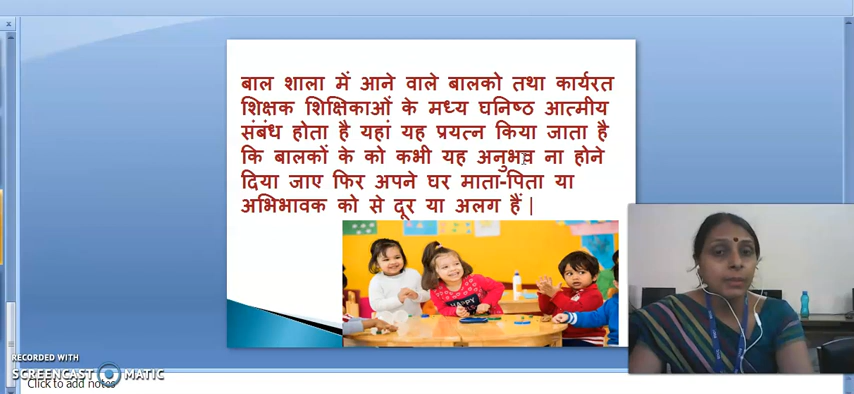 बाल शाला में आने वाले बालको तथा कार्यरत
शिक्षक शिक्षिकाओं के मध्य घनिष्ठ आत्मीय
संबंध होता है यहां यह प्रयत्न किया जाता है
कि बालकों के को कभी यह अनुभव ना होने
दिया जाए फिर अपने घर माता-पिता या
अभिभावक को से दूर या अलग हैं |
HAPPY
RECORDED WITH
SCREENCAST MATIC
Click to add notes